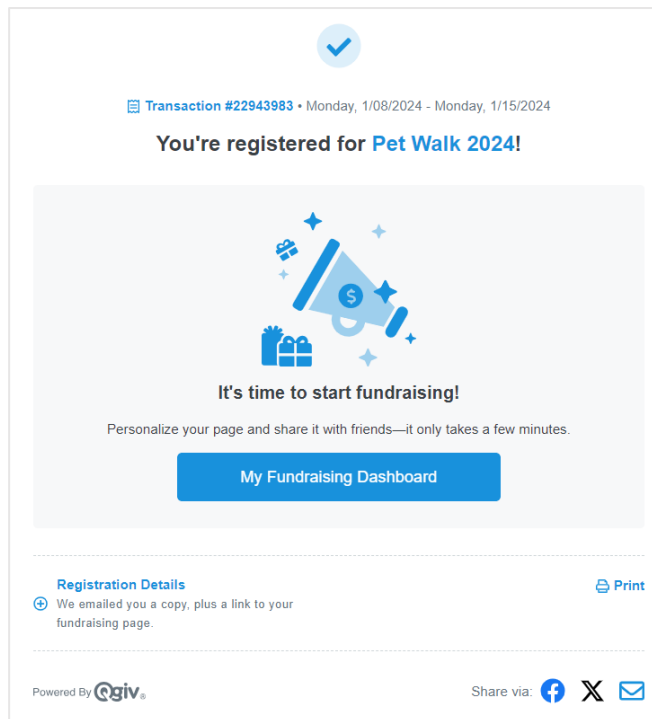 Transaction #22943983 • Monday, 1/08/2024 - Monday, 1/15/2024
You're registered for Pet Walk 2024!
$
It's time to start fundraising!
Personalize your page and share it with friends—it only takes a few minutes.
My Fundraising Dashboard
Registration Details
Print
We emailed you a copy, plus a link to your
fundraising page.
Powered By Qgiv®
Share via: